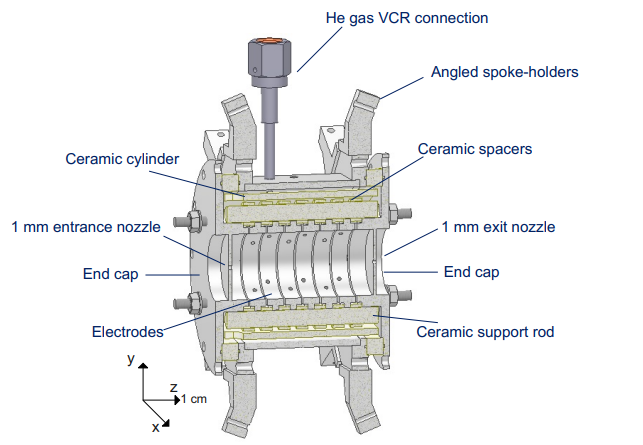 He gas VCR connection
Angled spoke-holders
Ceramic spacers
Ceramic cylinder
1 mm entrance nozzle
1 mm exit nozzle
End cap
End cap
Electrodes
Ceramic support rod
y
z
1 cm
x